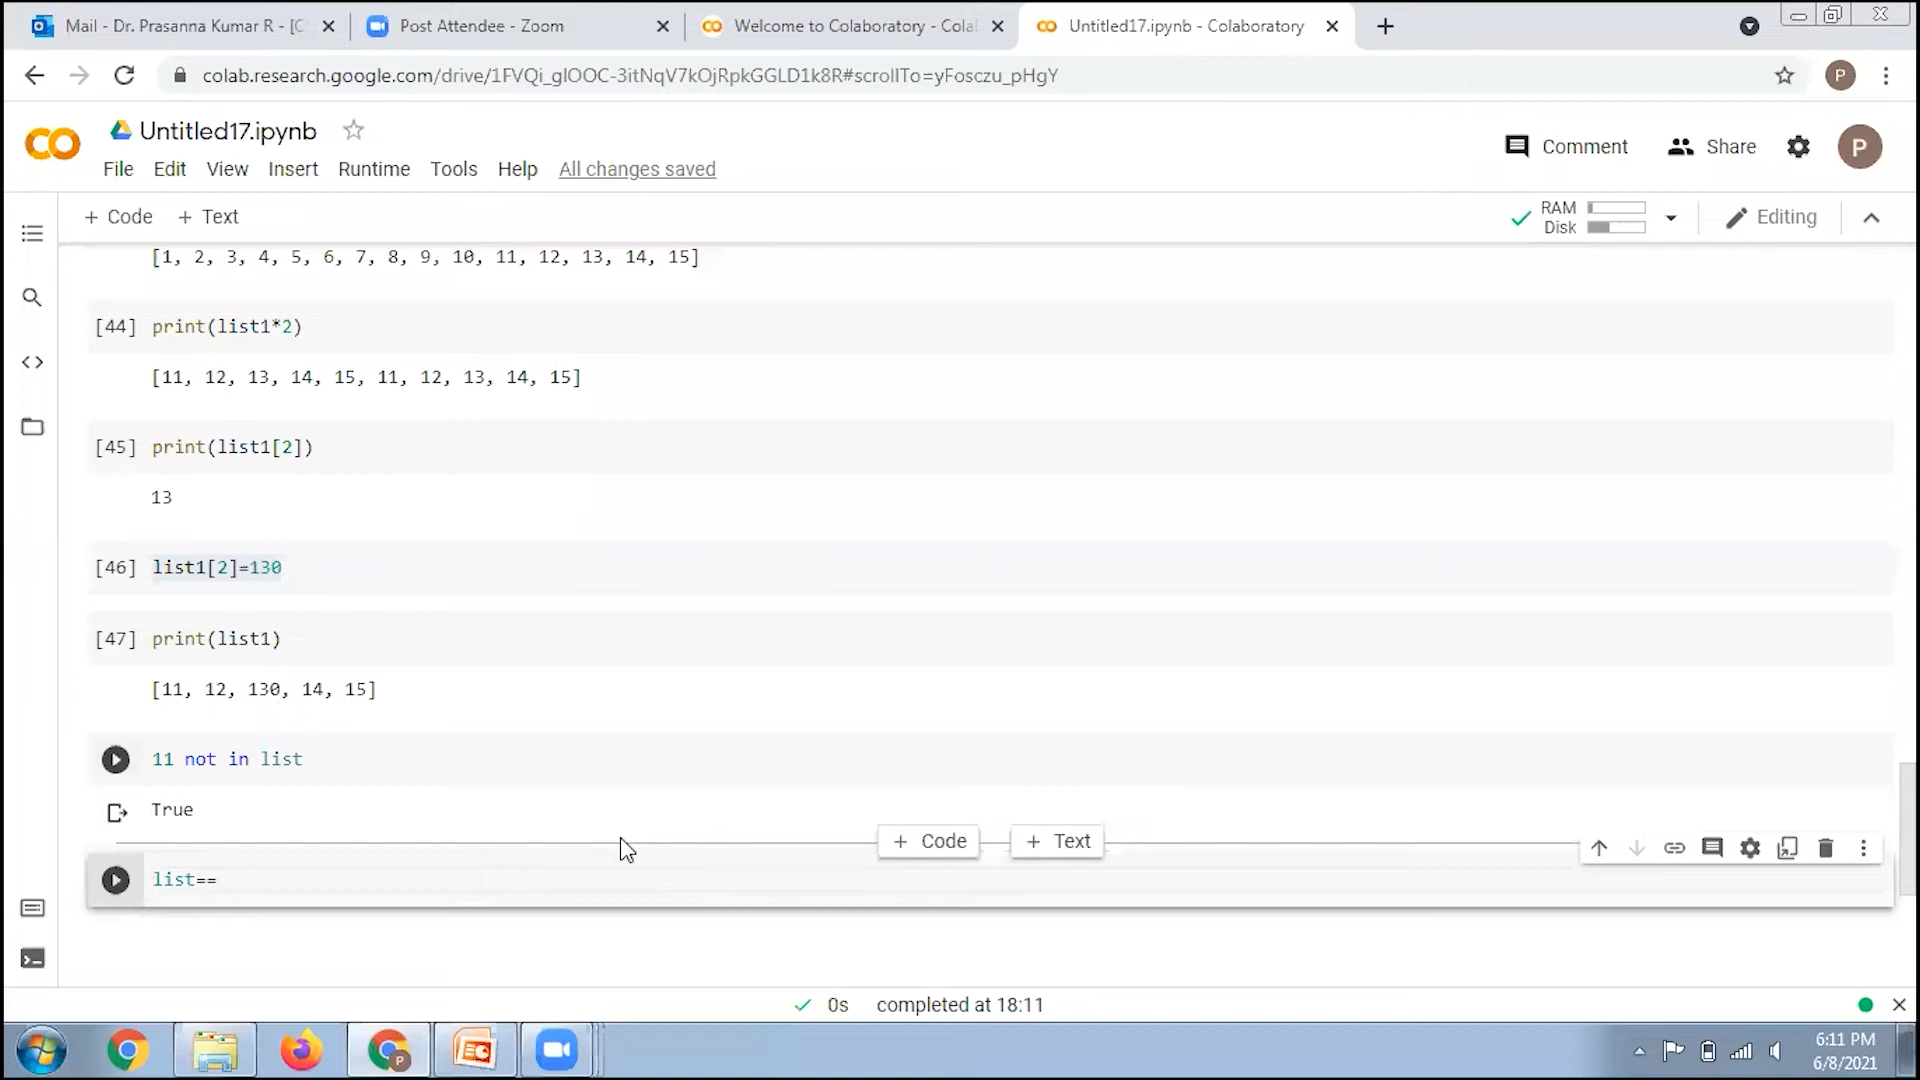 Mail - Dr. Prasanna Kumar R - [C
Post Attendee - Zoom
Welcome to Colaboratory - Colal
Untitled17.ipynb - Colaboratory
colab.research.google.com/drive/1FVQi_glOOC-3itNqV7kOjRpkGGLD1k8R#scrollTo=yFosczu_pHgY
P
CO
Untitled17.ipynb
Comment
Share
P
File Edit View Insert Runtime Tools Help All changes saved
+ Code + Text
RAM
Disk
Editing
[1, 2, 3, 4, 5, 6, 7, 8, 9, 10, 11, 12, 13, 14, 15]
[44] print(list1*2)
[11, 12, 13, 14, 15, 11, 12, 13, 14, 15]
[45] print(list1[2])
13
[46] list1[2]=130
[47] print(list1)
[11, 12, 130, 14, 15]
11 not in list
True
+ Code + Text
list==
0s completed at 18:11
P
6:11 PM
6/8/2021